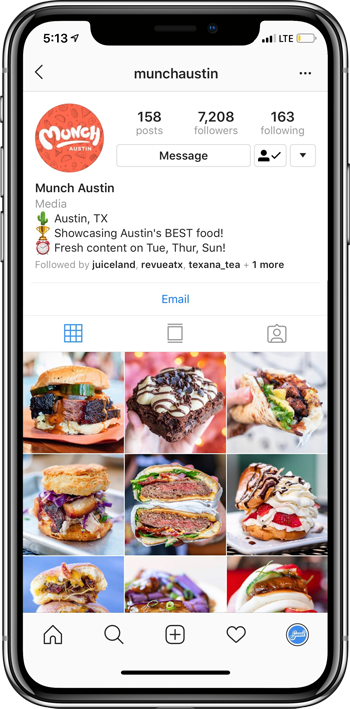 5:13
LTE
munchaustin
MUNCH
AUSTIN
158 7,208 163
posts followers following
Message
Munch Austin
Media
Austin, TX
Showcasing Austin's BEST food!
Fresh content on Tue, Thur, Sun!
Followed by juiceland, revueatx, texana_tea + 1 more
Email